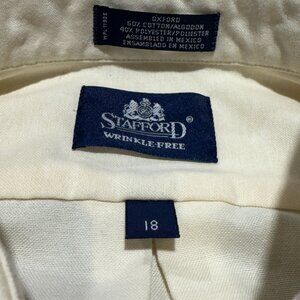 OXFORD
60% COTTON/ALGODON
40% POLYESTER/POLIESTER
ASSEMBLED IN MEXICO
ENSAMBLADO EN MEXICO
STAFFORD®
WRINKLE-FREE
18